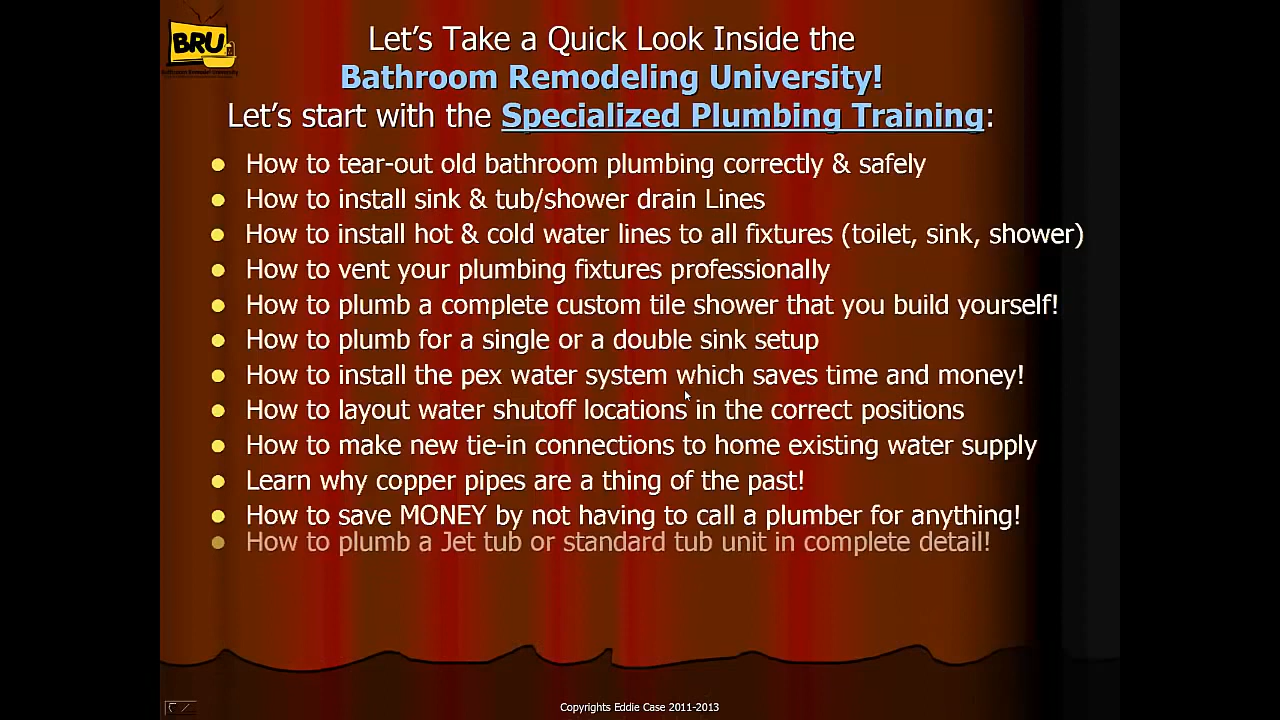 BRU
Bathroom Remodel University
Let's Take a Quick Look Inside the
Bathroom Remodeling University!
Let's start with the Specialized Plumbing Training:
How to tear-out old bathroom plumbing correctly & safely
How to install sink & tub/shower drain Lines
How to install hot & cold water lines to all fixtures (toilet, sink, shower)
How to vent your plumbing fixtures professionally
How to plumb a complete custom tile shower that you build yourself!
How to plumb for a single or a double sink setup
How to install the pex water system which saves time and money!
How to layout water shutoff locations in the correct positions
How to make new tie-in connections to home existing water supply
Learn why copper pipes are a thing of the past!
How to save MONEY by not having to call a plumber for anything!
How to plumb a Jet tub or standard tub unit in complete detail!
Copyrights Eddie Case 2011-2013